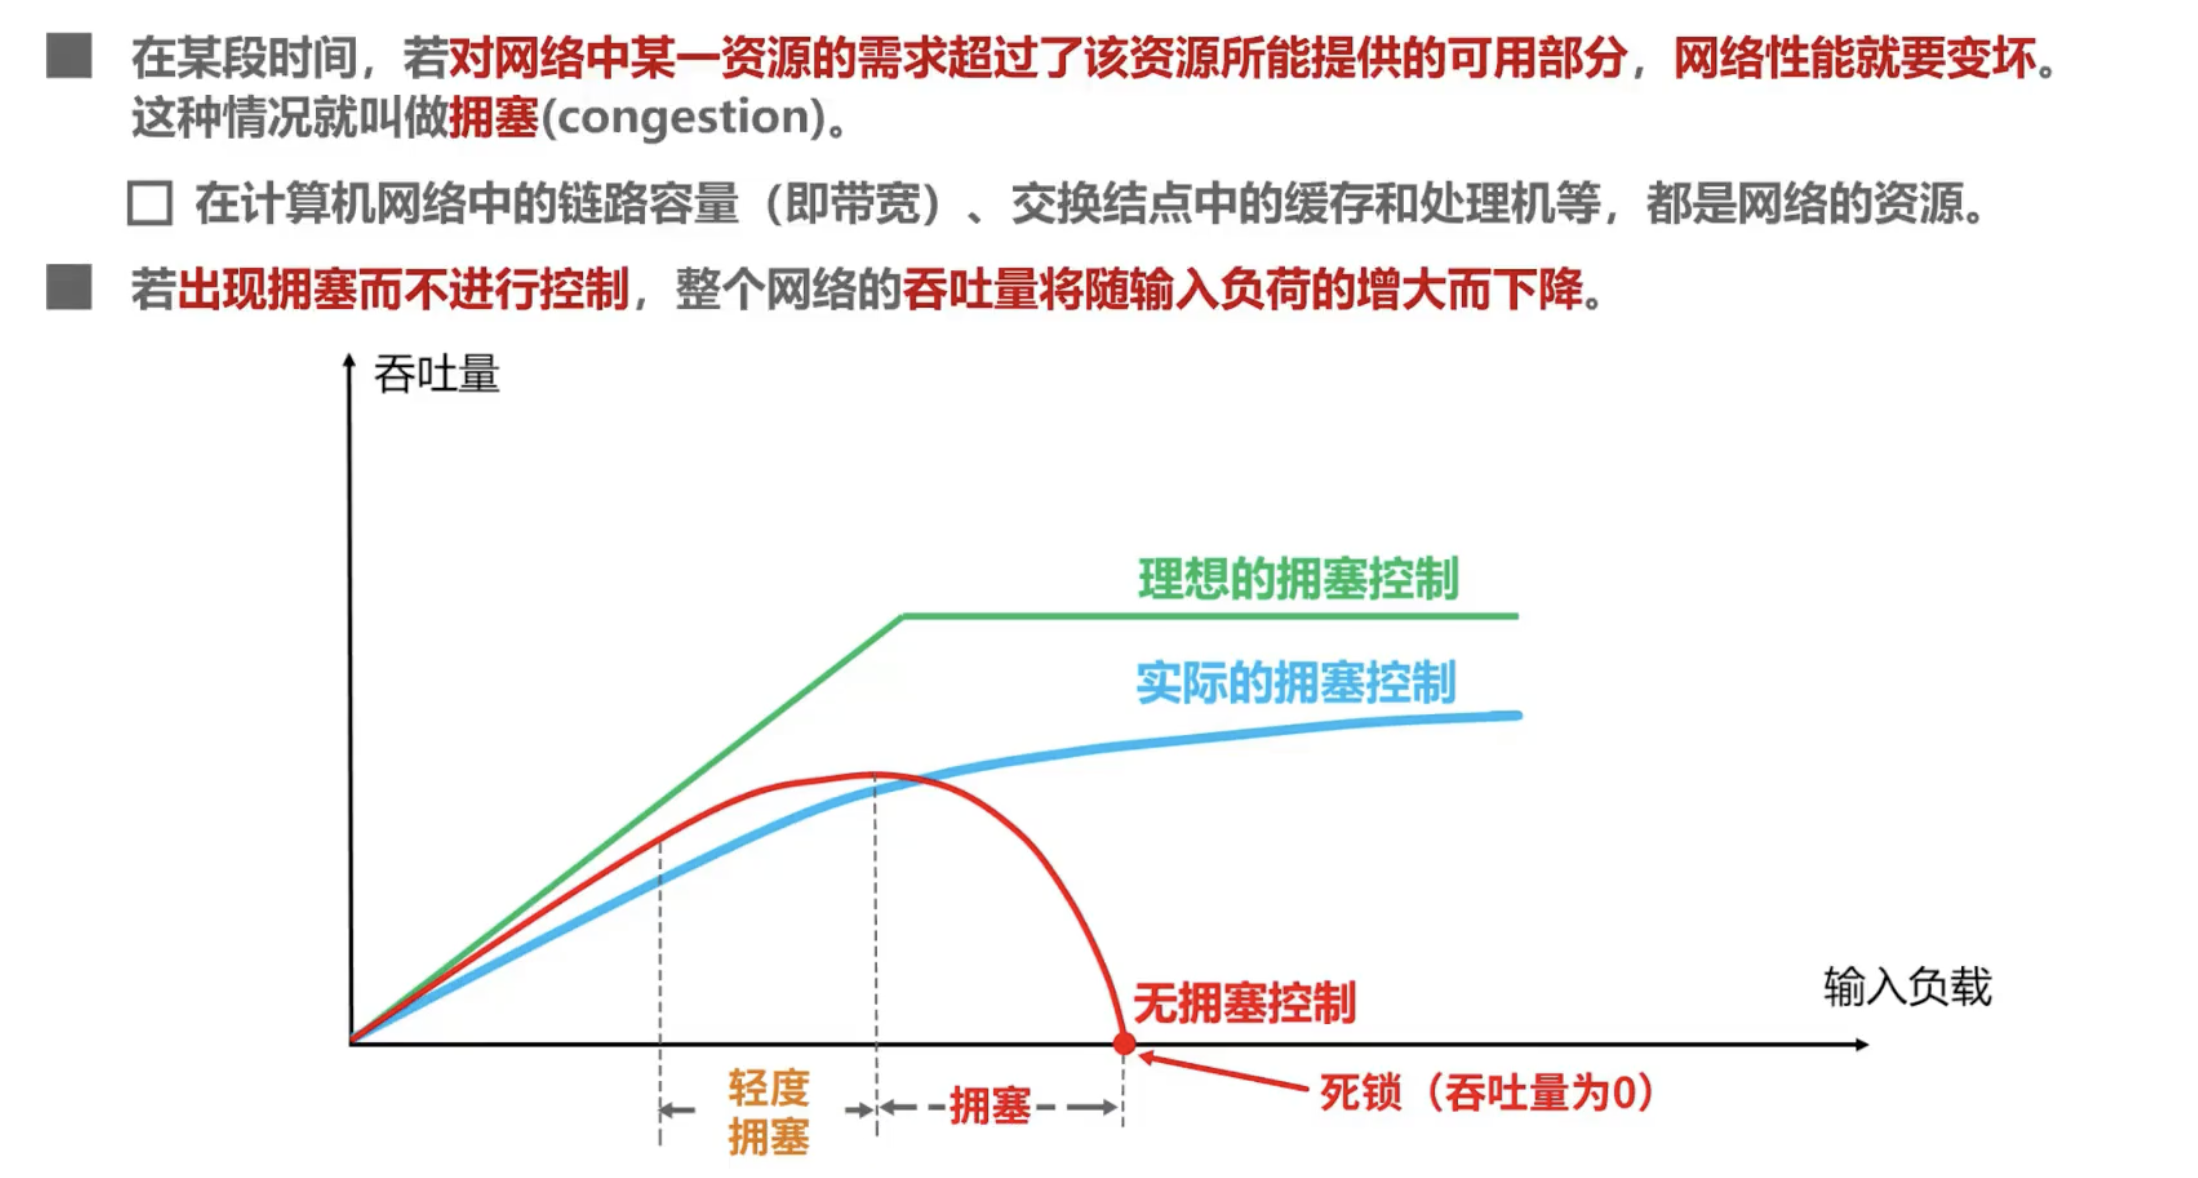 在某段时间，若对网络中某一资源的需求超过了该资源所能提供的可用部分，网络性能就要变坏。
这种情况就叫做拥塞(congestion)。
在计算机网络中的链路容量（即带宽）、交换结点中的缓存和处理机等，都是网络的资源。
若出现拥塞而不进行控制，整个网络的吞吐量将随输入负荷的增大而下降。
吞吐量
理想的拥塞控制
实际的拥塞控制
无拥塞控制
输入负载
轻度
拥塞
拥塞
死锁（吞吐量为0）